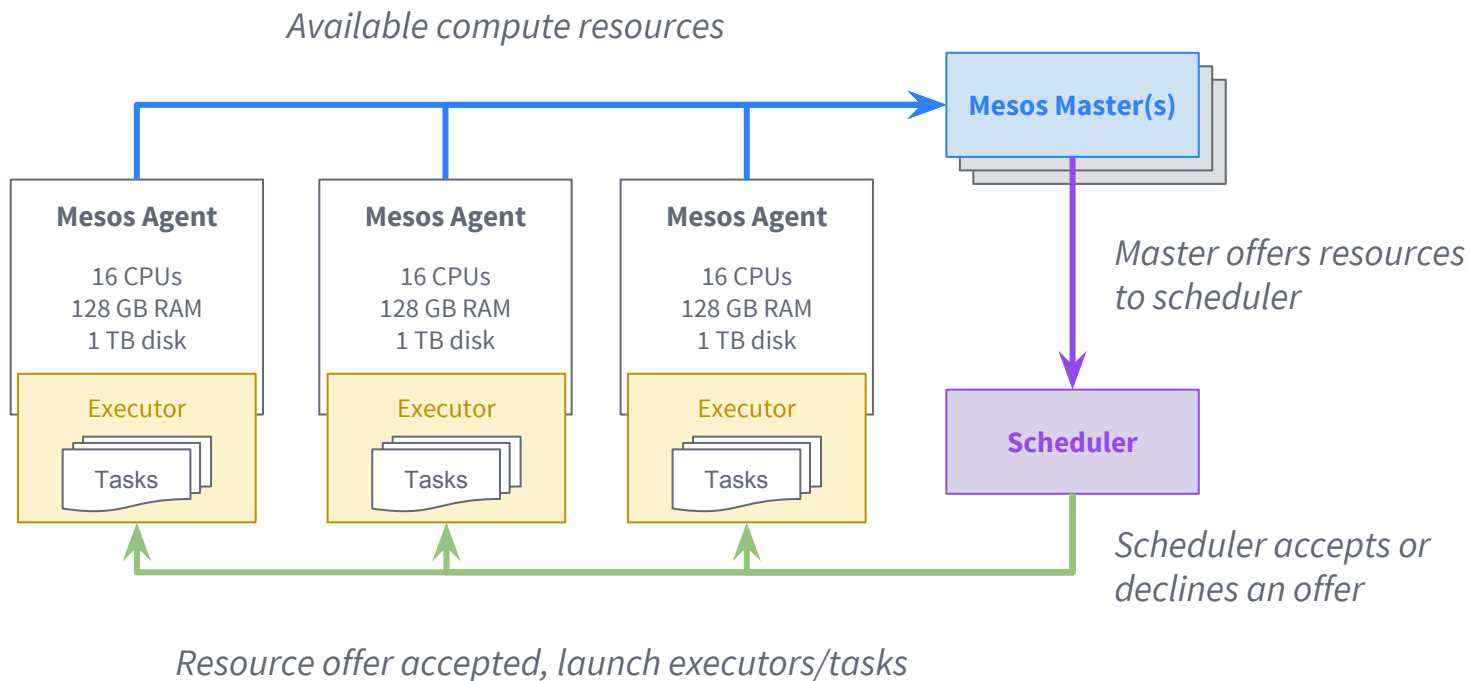 Available compute resources
Mesos Master(s)
Mesos Agent
16 CPUs
128 GB RAM
1 TB disk
Executor
Tasks
Mesos Agent
16 CPUs
128 GB RAM
1 TB disk
Executor
Tasks
Mesos Agent
16 CPUs
128 GB RAM
1 TB disk
Executor
Tasks
Master offers resources
to scheduler
Scheduler
Scheduler accepts or
declines an offer
Resource offer accepted, launch executors/tasks